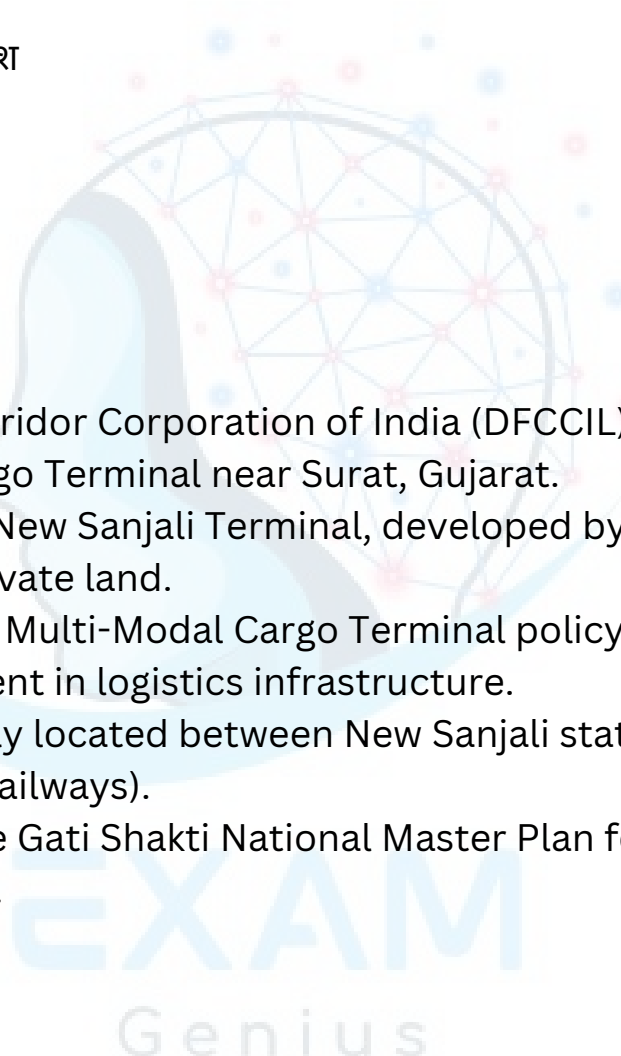 ridor Corporation of India (DFCCIL)
go Terminal near Surat, Gujarat.
New Sanjali Terminal, developed by
vate land.
Multi-Modal Cargo Terminal policy
ent in logistics infrastructure.
y located between New Sanjali stat
ailways).
e Gati Shakti National Master Plan f
EXAM
Genius